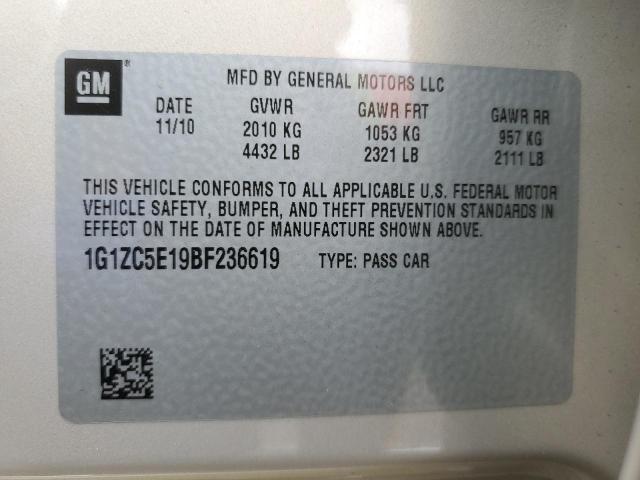 GM ®
MFD BY GENERAL MOTORS LLC
DATE GVWR GAWR FRT GAWR RR
11/10 2010 KG 1053 KG 957 KG
4432 LB 2321 LB 2111 LB
THIS VEHICLE CONFORMS TO ALL APPLICABLE U.S. FEDERAL MOTOR
VEHICLE SAFETY, BUMPER, AND THEFT PREVENTION STANDARDS IN
EFFECT ON THE DATE OF MANUFACTURE SHOWN ABOVE.
1G1ZC5E19BF236619 TYPE: PASS CAR